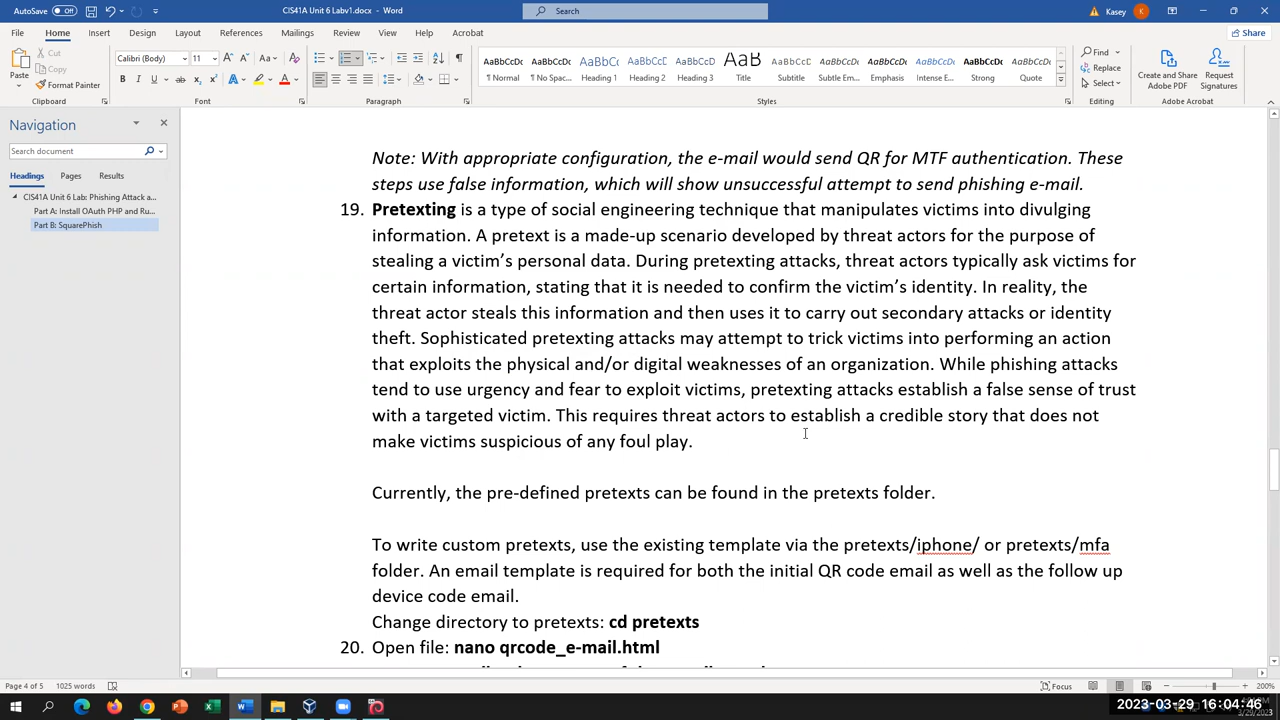 AutoSave Off
CIS41A Unit 6 Labv1.docx - Word
Search
Kasey K
File Home Insert Design Layout References Mailings Review View Help Acrobat Share
Paste
Cut
Copy
Format Painter
Clipboard
Calibri (Body) 11
Font
Paragraph
AaBbCcDc AaBbCcDc AaBbCc AaBbCcD AaBbCcD AaB AaBbCcD AaBbCcDc AaBbCcDc AaBbCcDc AaBbCcDc AaBbCcDc
¶ Normal ¶ No Spac... Heading 1 Heading 2 Heading 3 Title Subtitle Subtle Em... Emphasis Intense E... Strong Quote
Styles
Find
Replace
Select
Editing
Create and Share
Adobe PDF
Request
Signatures
Adobe Acrobat
Navigation
Search document
Headings Pages Results
CIS41A Unit 6 Lab: Phishing Attack a...
Part A: Install OAuth PHP and Ru...
Part B: SquarePhish
Note: With appropriate configuration, the e-mail would send QR for MTF authentication. These
steps use false information, which will show unsuccessful attempt to send phishing e-mail.
19. Pretexting is a type of social engineering technique that manipulates victims into divulging
information. A pretext is a made-up scenario developed by threat actors for the purpose of
stealing a victim's personal data. During pretexting attacks, threat actors typically ask victims for
certain information, stating that it is needed to confirm the victim's identity. In reality, the
threat actor steals this information and then uses it to carry out secondary attacks or identity
theft. Sophisticated pretexting attacks may attempt to trick victims into performing an action
that exploits the physical and/or digital weaknesses of an organization. While phishing attacks
tend to use urgency and fear to exploit victims, pretexting attacks establish a false sense of trust
with a targeted victim. This requires threat actors to establish a credible story that does not
make victims suspicious of any foul play.
Currently, the pre-defined pretexts can be found in the pretexts folder.
To write custom pretexts, use the existing template via the pretexts/iphone/ or pretexts/mfa
folder. An email template is required for both the initial QR code email as well as the follow up
device code email.
Change directory to pretexts: cd pretexts
20. Open file: nano qrcode_e-mail.html
Page 4 of 5 1025 words
Focus
200%
2023-03-29 16:04:46